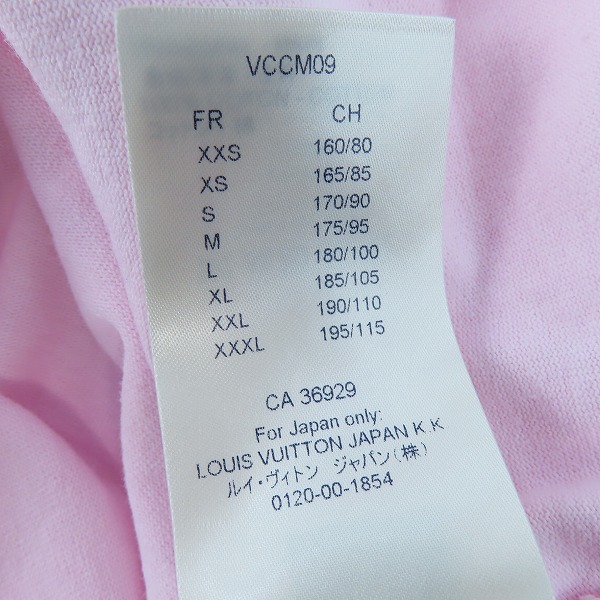 VCCM09
FR CH
XXS 160/80
XS 165/85
S 170/90
M 175/95
L 180/100
XL 185/105
XXL 190/110
XXXL 195/115
CA 36929
For Japan only:
LOUIS VUITTON JAPAN K.K
ルイ・ヴィトン ジャパン(株)
0120-00-1854